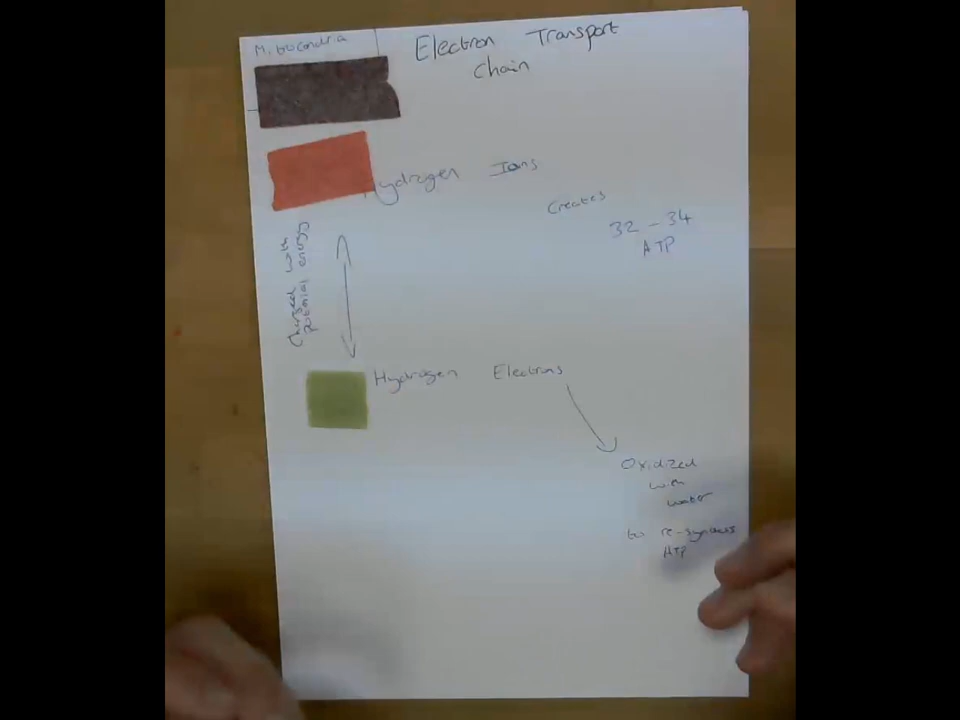 Mitocondria
Electron Transport
Chain
Hydrogen Ions
Creates
32 - 34
ATP
Charged with
potential energy
Hydrogen Electrons
Oxidized
with
water
to re-synthesis
ATP